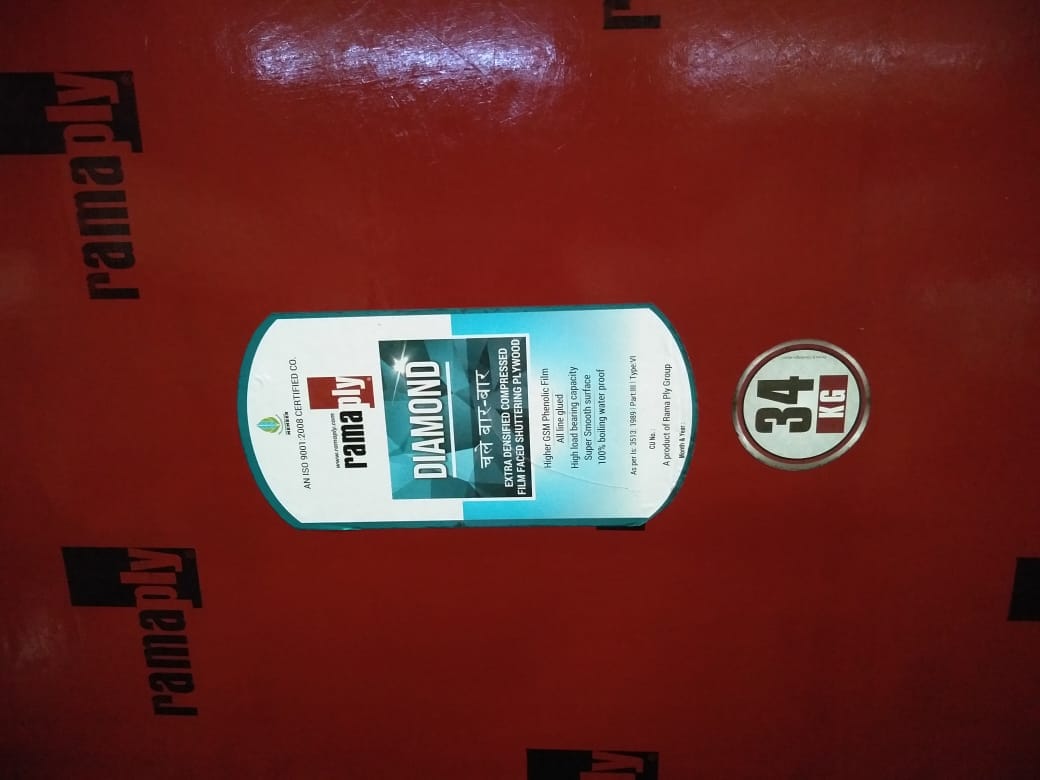 ramaply
ramaply
MEMBER
AN ISO 9001:2008 CERTIFIED CO.
www.ramaply.com
ramaply
DIAMOND
चले बार-बार
EXTRA DENSIFIED COMPRESSED
FILM FACED SHUTTERING PLYWOOD
Higher GSM Phenolic Film
All line glued
High load bearing capacity
Super Smooth surface
100% boiling water proof
As per Is: 3513: 1989 | Part:III | Type:VI
CU No.:
A product of Rama Ply Group
Month & Year:
34
KG
ply